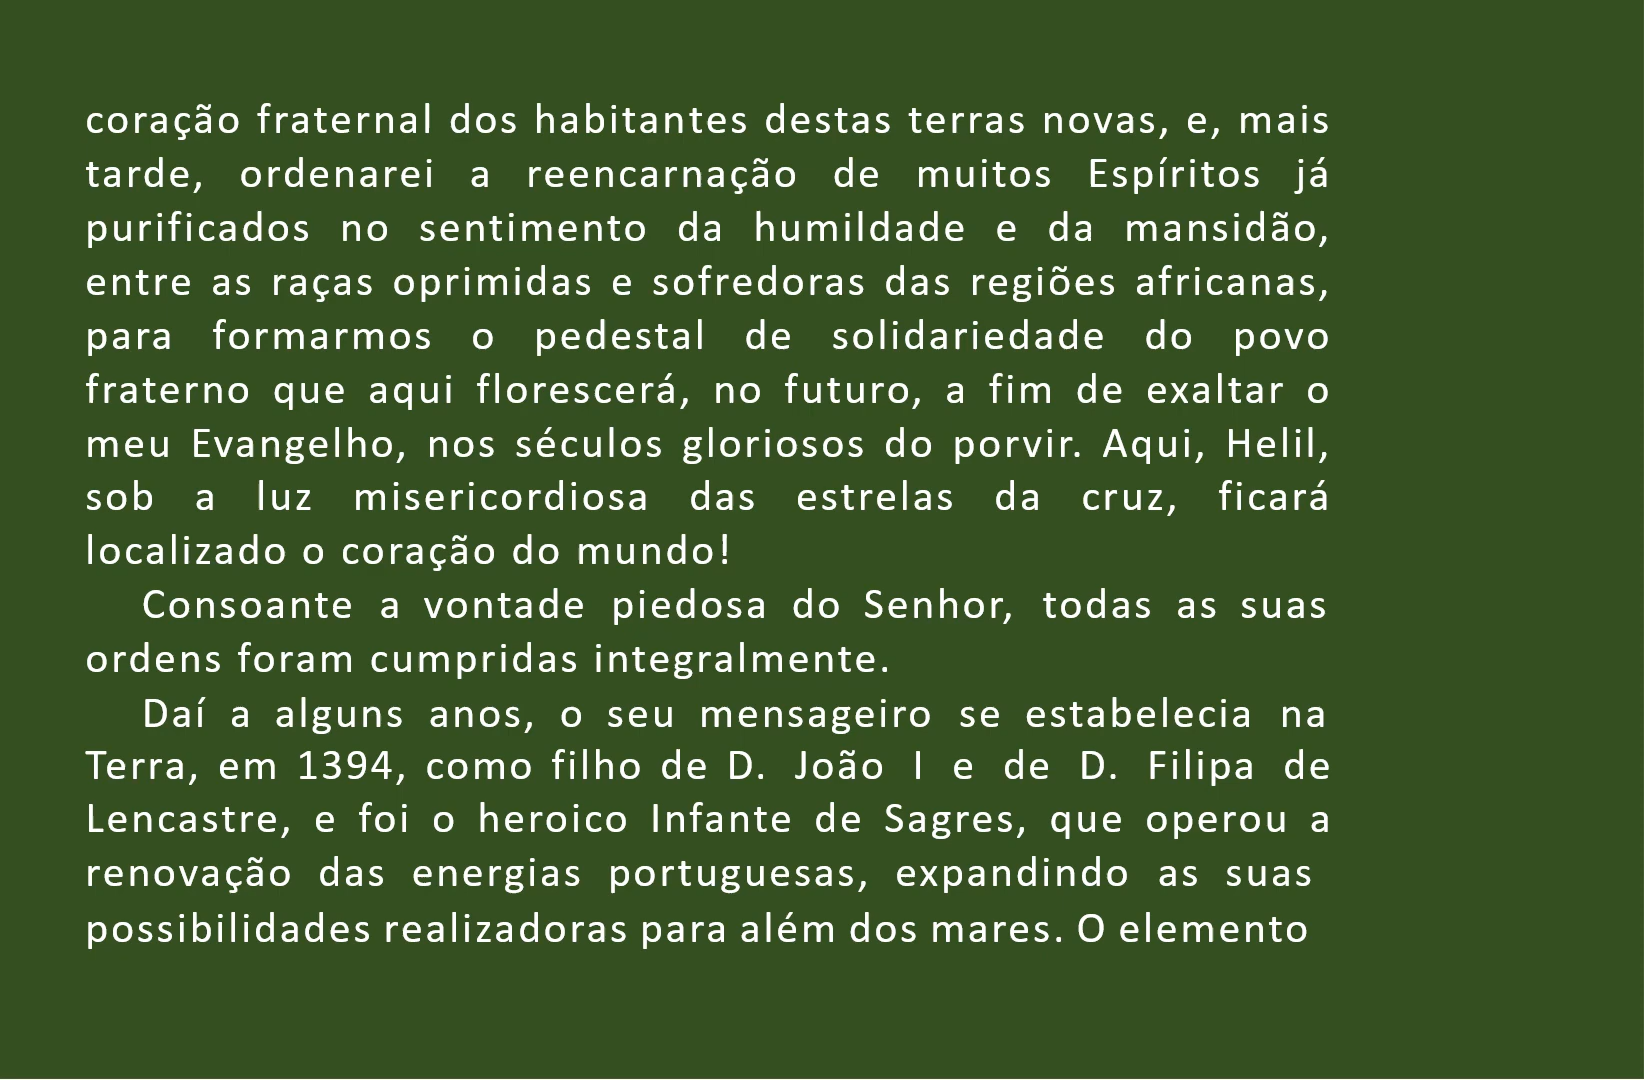 coração fraternal dos habitantes destas terras novas, e, mais
tarde, ordenarei a reencarnação de muitos Espíritos já
purificados no sentimento da humildade e da mansidão,
entre as raças oprimidas e sofredoras das regiões africanas,
para formarmos o pedestal de solidariedade do povo
fraterno que aqui florescerá, no futuro, a fim de exaltar o
meu Evangelho, nos séculos gloriosos do porvir. Aqui, Helil,
sob a luz misericordiosa das estrelas da cruz, ficará
localizado o coração do mundo!
Consoante a vontade piedosa do Senhor, todas as suas
ordens foram cumpridas integralmente.
Daí a alguns anos, o seu mensageiro se estabelecia na
Terra, em 1394, como filho de D. João I e de D. Filipa de
Lencastre, e foi o heroico Infante de Sagres, que operou a
renovação das energias portuguesas, expandindo as suas
possibilidades realizadoras para além dos mares. O elemento